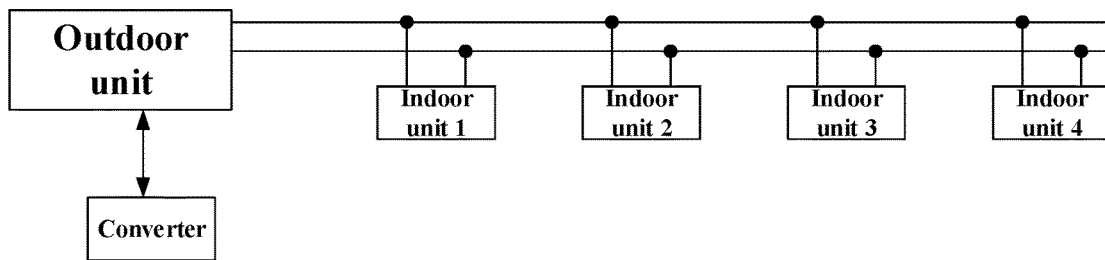 Outdoor
unit
Indoor
unit 1
Indoor
unit 2
Indoor
unit 3
Indoor
unit 4
Converter